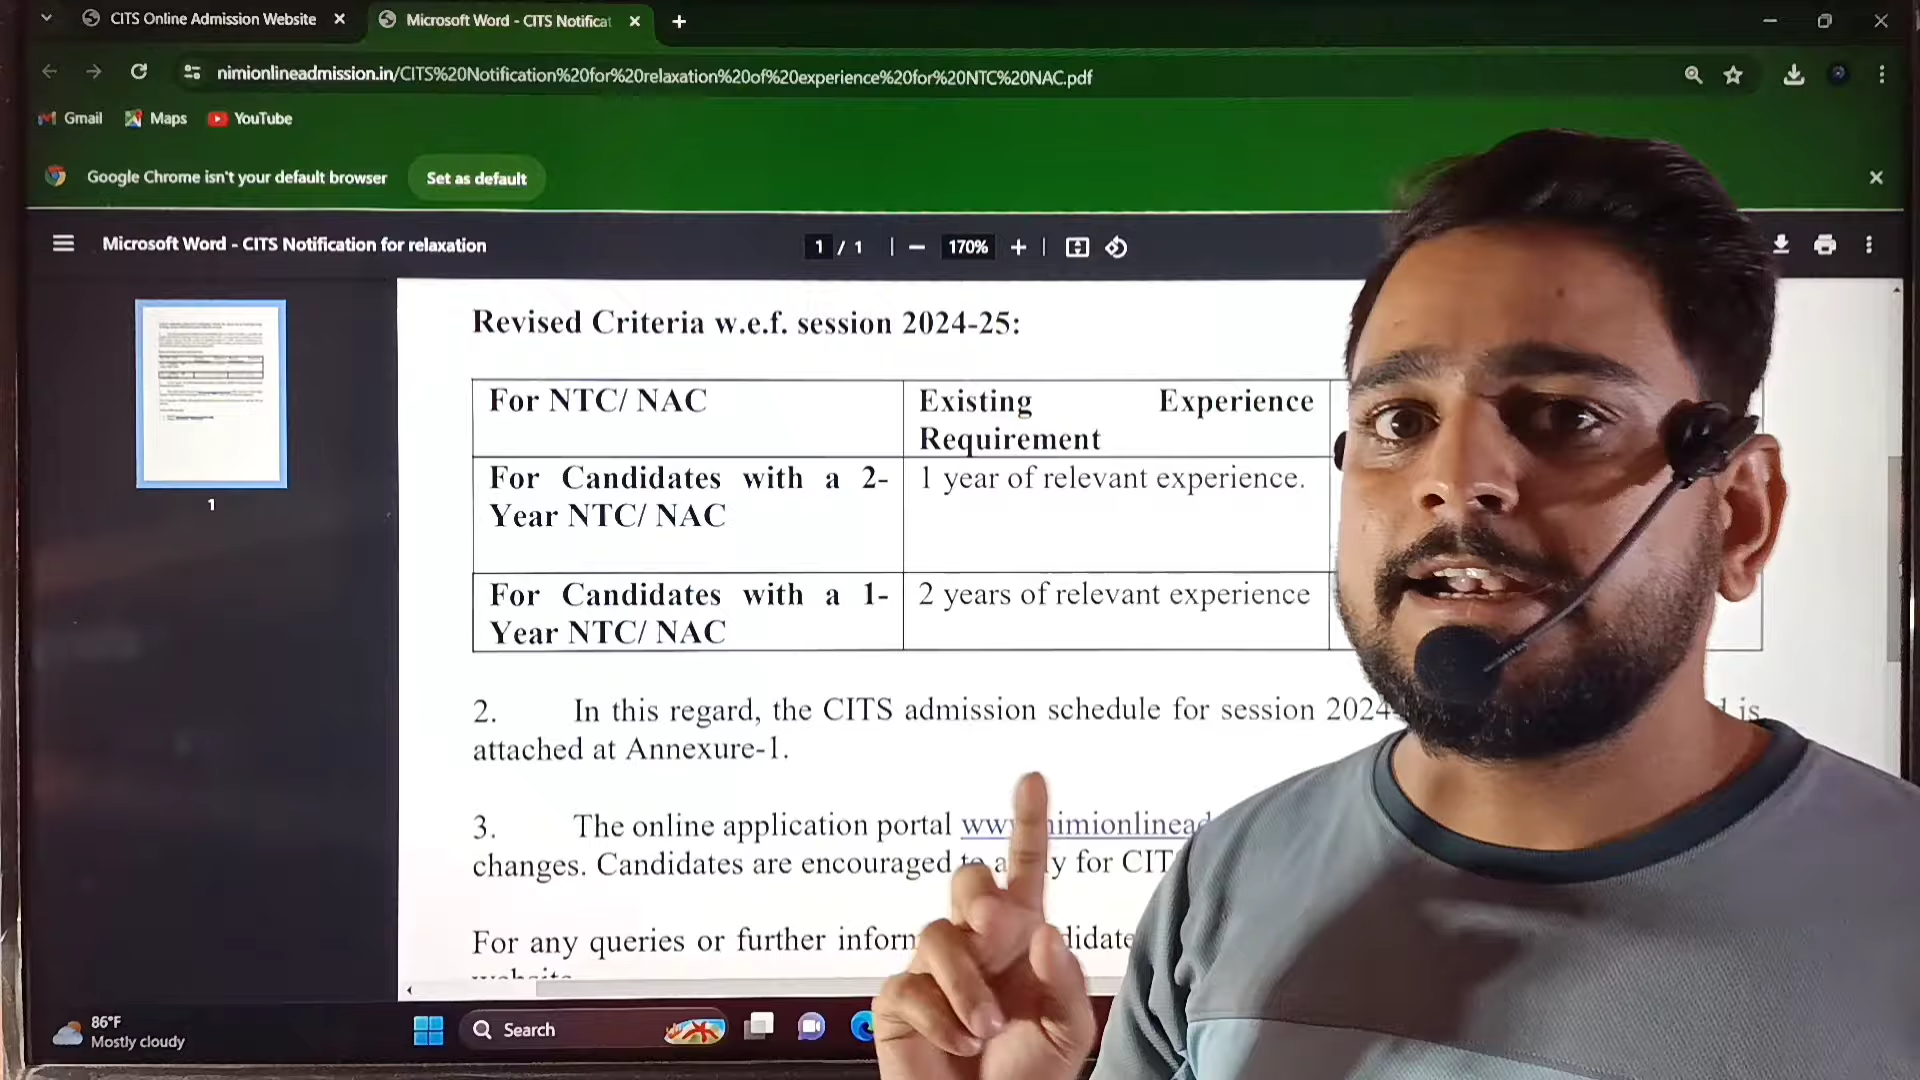 CITS Online Admission Website
Microsoft Word - CITS Notificat
nimionlineadmission.in/CITS%20Notification%20for%20relaxation%20of%20experience%20for%20NTC%20NAC.pdf
Gmail
Maps
YouTube
Google Chrome isn't your default browser
Set as default
Microsoft Word - CITS Notification for relaxation
1 / 1
170%
1
Revised Criteria w.e.f. session 2024-25:
For NTC/ NAC
Existing Experience
Requirement
For Candidates with a 2-
Year NTC/ NAC
1 year of relevant experience.
For Candidates with a 1-
Year NTC/ NAC
2 years of relevant experience
2. In this regard, the CITS admission schedule for session 2024 is
attached at Annexure-1.
3. The online application portal
changes. Candidates are encouraged for
For any queries or further
86°F
Mostly cloudy
Search